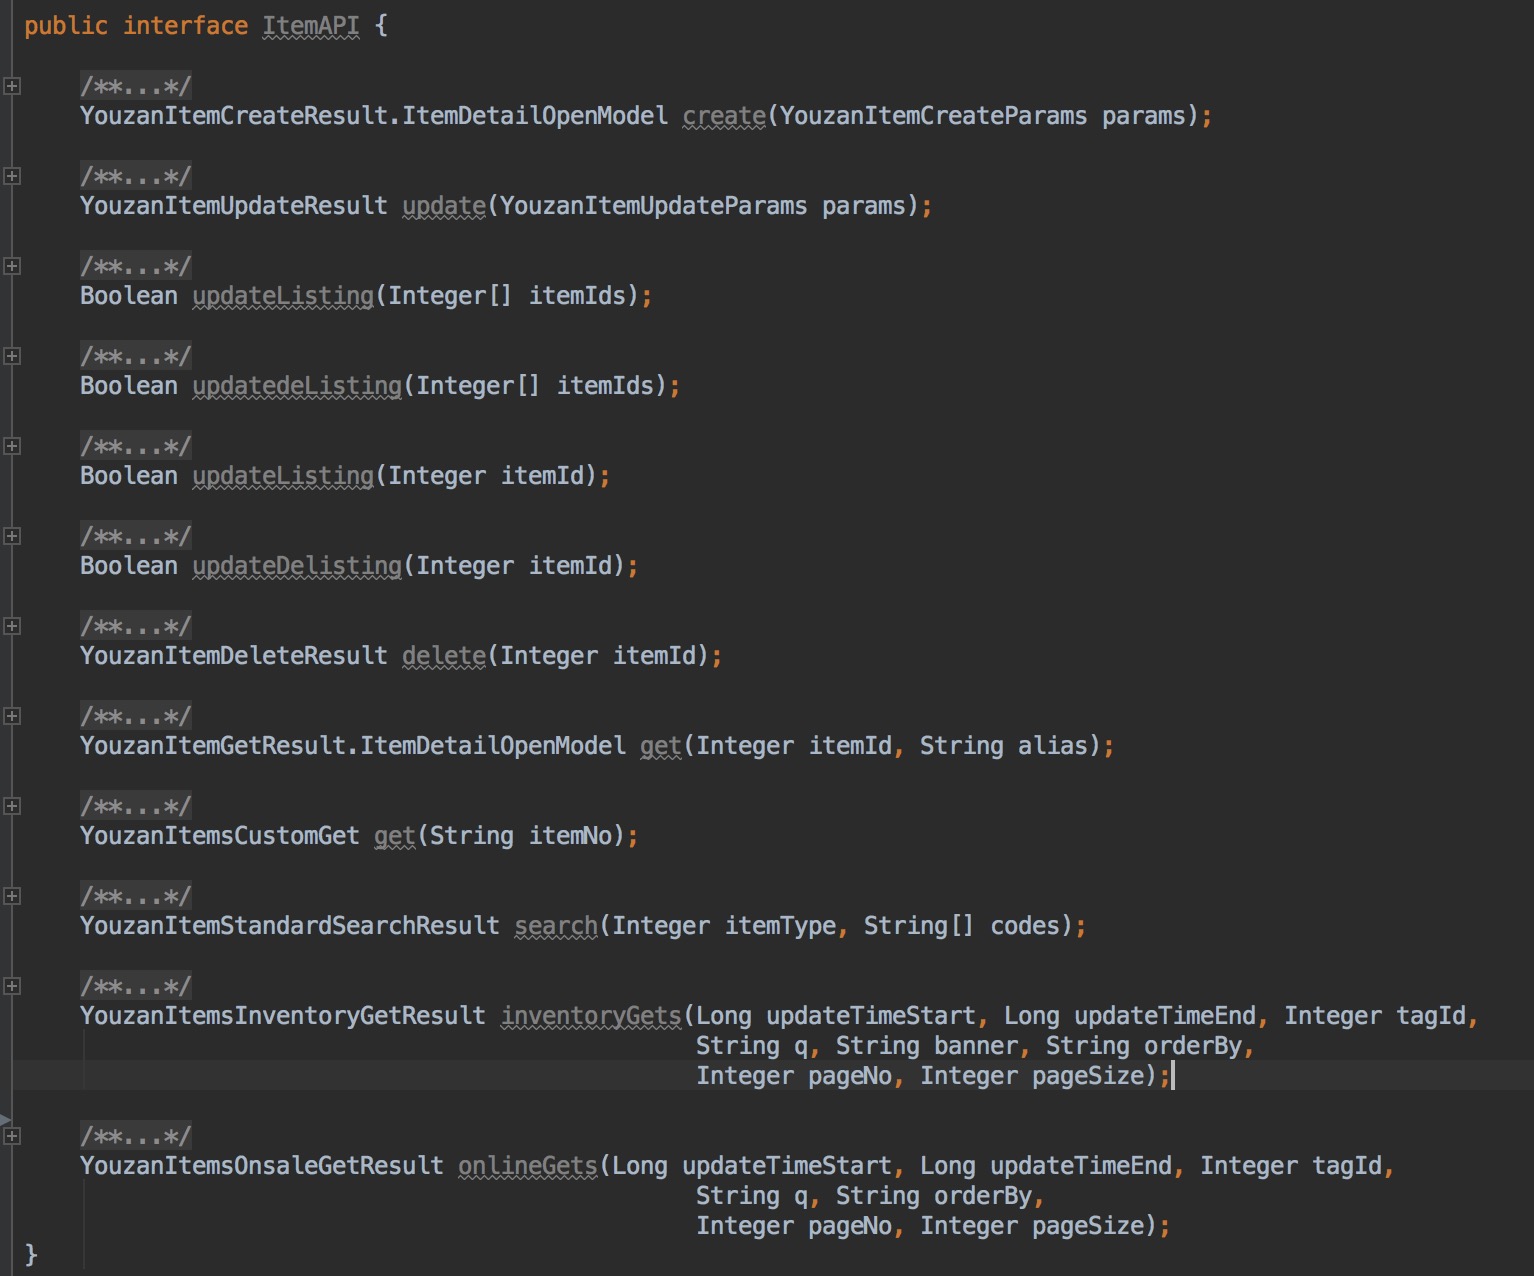 public interface ItemAPI {
/**...*/
YouzanItemCreateResult.ItemDetailOpenModel create(YouzanItemCreateParams params);
/**...*/
YouzanItemUpdateResult update(YouzanItemUpdateParams params);
/**...*/
Boolean updateListing(Integer[] itemIds);
/**...*/
Boolean updatedeListing(Integer[] itemIds);
/**...*/
Boolean updateListing(Integer itemId);
/**...*/
Boolean updateDelisting(Integer itemId);
/**...*/
YouzanItemDeleteResult delete(Integer itemId);
/**...*/
YouzanItemGetResult.ItemDetailOpenModel get(Integer itemId, String alias);
/**...*/
YouzanItemsCustomGet get(String itemNo);
/**...*/
YouzanItemStandardSearchResult search(Integer itemType, String[] codes);
/**...*/
YouzanItemsInventoryGetResult inventoryGets(Long updateTimeStart, Long updateTimeEnd, Integer tagId,
String q, String banner, String orderBy,
Integer pageNo, Integer pageSize);
/**...*/
YouzanItemsOnsaleGetResult onlineGets(Long updateTimeStart, Long updateTimeEnd, Integer tagId,
String q, String orderBy,
Integer pageNo, Integer pageSize);
}